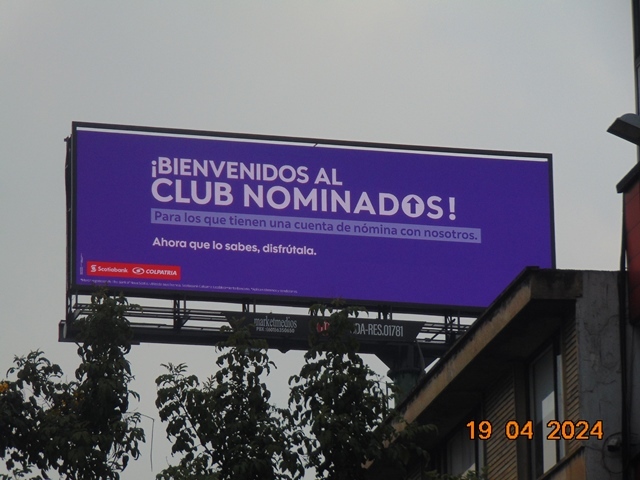 ¡BIENVENIDOS AL
CLUB NOMINADOS!
Para los que tienen una cuenta de nómina con nosotros.
Ahora que lo sabes, disfrútala.
Scotiabank COLPATRIA
marketmedios
DA-RES.01781
19 04 2024